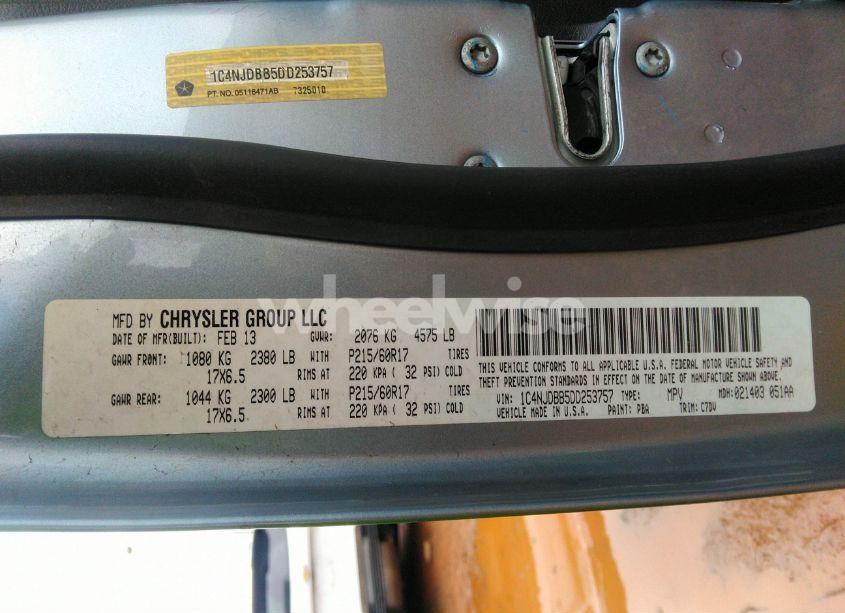 1C4NJDBB5DD253757
PT. NO. 05116471AB 7325010
wheelwise
MFD BY CHRYSLER GROUP LLC
DATE OF MFR(BUILT): FEB 13 GVWR: 2076 KG 4575 LB
GAWR FRONT: 1080 KG 2380 LB WITH P215/60R17 TIRES
17X6.5 RIMS AT 220 KPA ( 32 PSI) COLD
GAWR REAR: 1044 KG 2300 LB WITH P215/60R17 TIRES
17X6.5 RIMS AT 220 KPA ( 32 PSI) COLD
THIS VEHICLE CONFORMS TO ALL APPLICABLE U.S.A. FEDERAL MOTOR VEHICLE SAFETY AND
THEFT PREVENTION STANDARDS IN EFFECT ON THE DATE OF MANUFACTURE SHOWN ABOVE.
VIN: 1C4NJDBB5DD253757 TYPE: MPV MDH:021403 051AA
VEHICLE MADE IN U.S.A. PAINT: PBA TRIM: C7DV